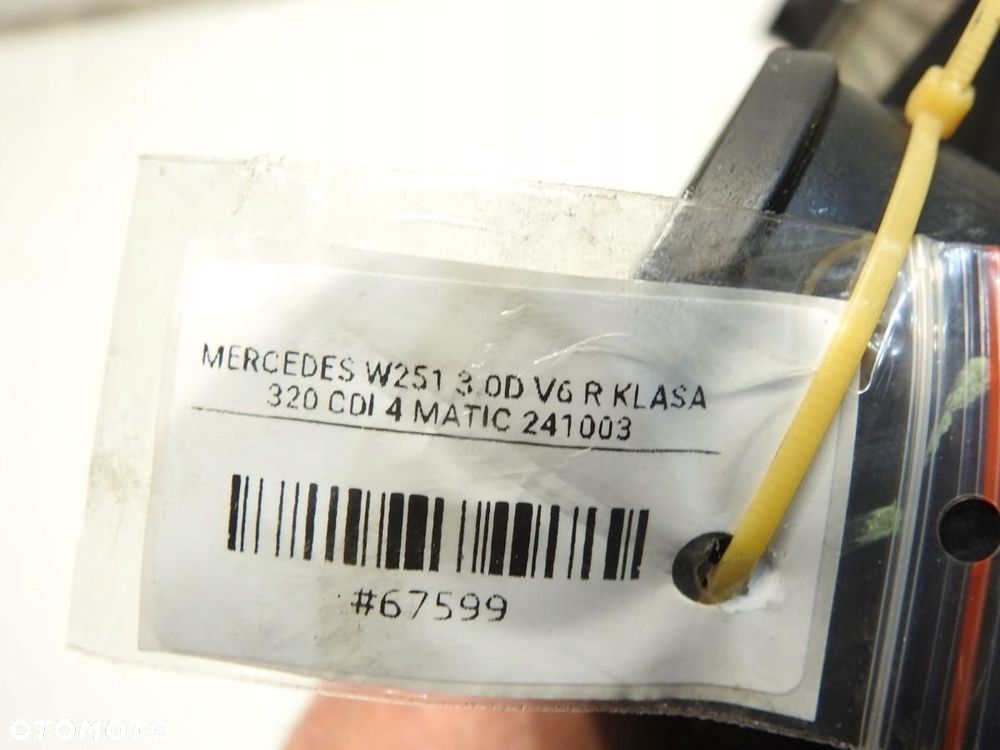 MERCEDES W251 3.0D V6 R KLASA
320 CDI 4 MATIC 241003
#67599
OTOMOTO